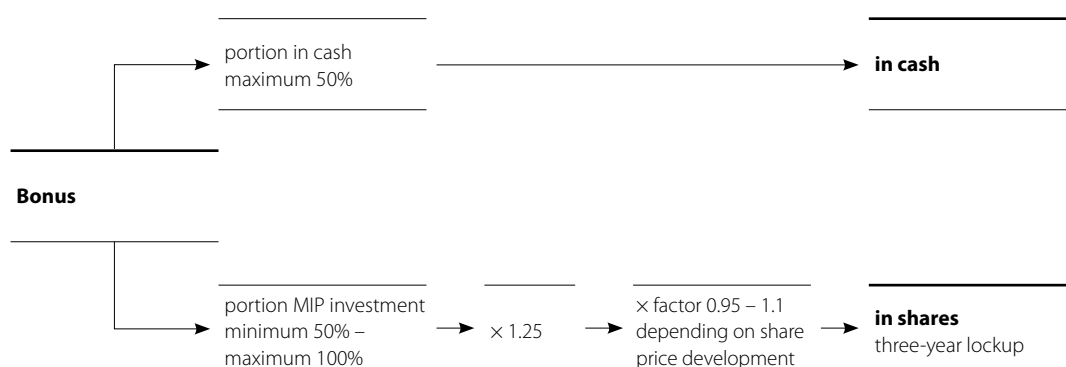 portion in cash
maximum 50%
in cash
Bonus
portion MIP investment
minimum 50% –
maximum 100%
× 1.25
× factor 0.95 – 1.1
depending on share
price development
in shares
three-year lockup